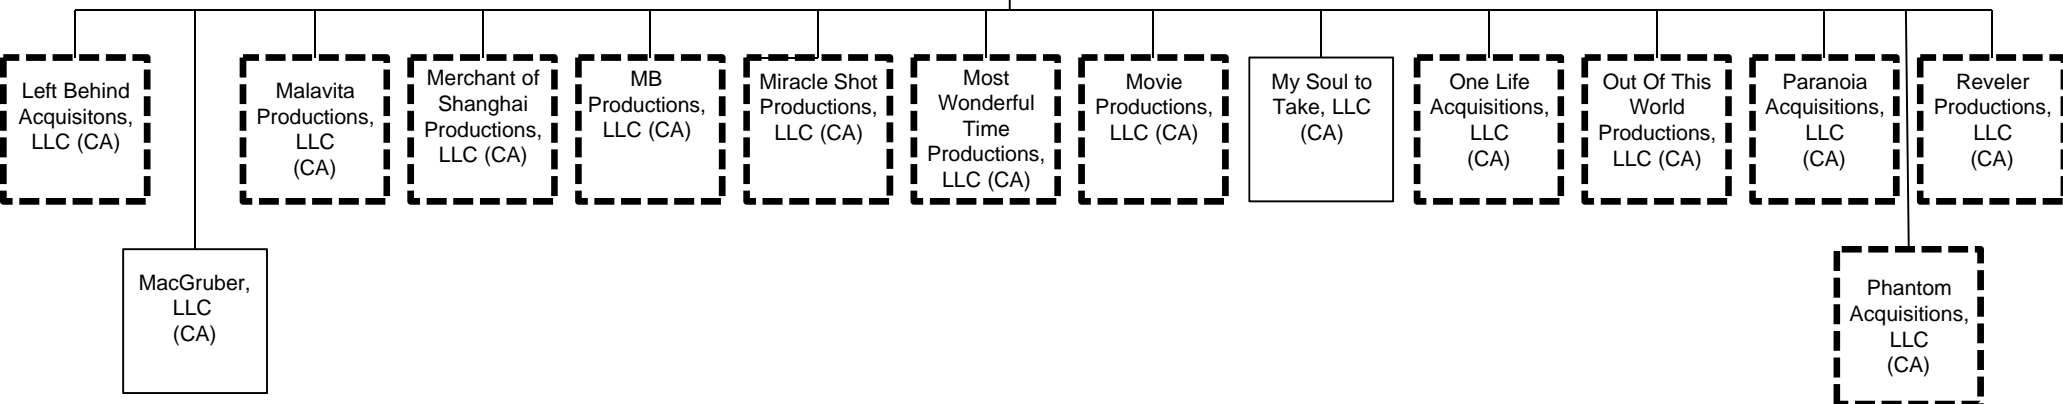 Left Behind
Acquisitons,
LLC (CA)
Malavita
Productions,
LLC
(CA)
Merchant of
Shanghai
Productions,
LLC (CA)
MB
Productions,
LLC (CA)
Miracle Shot
Productions,
LLC (CA)
Most
Wonderful
Time
Productions,
LLC (CA)
Movie
Productions,
LLC (CA)
My Soul to
Take, LLC
(CA)
One Life
Acquisitions,
LLC
(CA)
Out Of This
World
Productions,
LLC (CA)
Paranoia
Acquisitions,
LLC
(CA)
Reveler
Productions,
LLC
(CA)
MacGruber,
LLC
(CA)
Phantom
Acquisitions,
LLC
(CA)